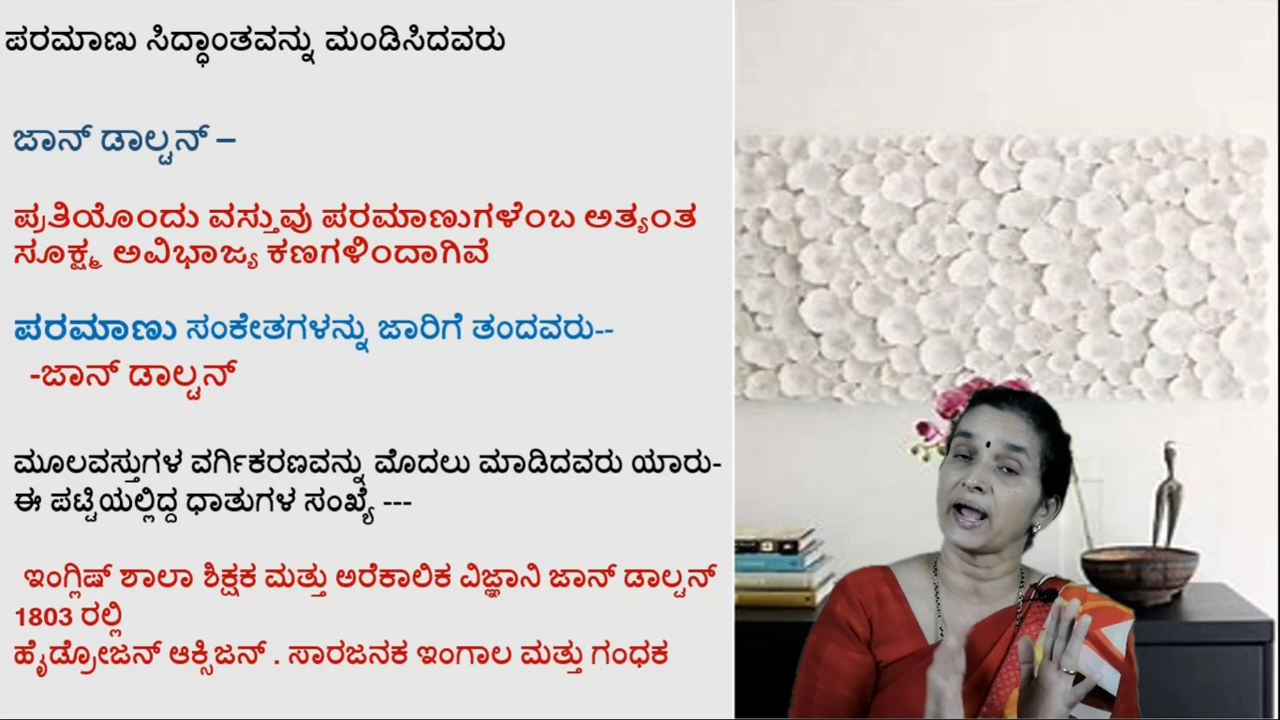 ಪರಮಾಣು ಸಿದ್ಧಾಂತವನ್ನು ಮಂಡಿಸಿದವರು
ಜಾನ್ ಡಾಲ್ಟನ್ –
ಪ್ರತಿಯೊಂದು ವಸ್ತುವು ಪರಮಾಣುಗಳೆಂಬ ಅತ್ಯಂತ
ಸೂಕ್ಷ್ಮ ಅವಿಭಾಜ್ಯ ಕಣಗಳಿಂದಾಗಿವೆ
ಪರಮಾಣು ಸಂಕೇತಗಳನ್ನು ಜಾರಿಗೆ ತಂದವರು--
-ಜಾನ್ ಡಾಲ್ಟನ್
ಮೂಲವಸ್ತುಗಳ ವರ್ಗಿಕರಣವನ್ನು ಮೊದಲು ಮಾಡಿದವರು ಯಾರು-
ಈ ಪಟ್ಟಿಯಲ್ಲಿದ್ದ ಧಾತುಗಳ ಸಂಖ್ಯೆ ---
ಇಂಗ್ಲಿಷ್ ಶಾಲಾ ಶಿಕ್ಷಕ ಮತ್ತು ಅರೆಕಾಲಿಕ ವಿಜ್ಞಾನಿ ಜಾನ್ ಡಾಲ್ಟನ್
1803 ರಲ್ಲಿ
ಹೈಡ್ರೋಜನ್ ಆಕ್ಸಿಜನ್ . ಸಾರಜನಕ ಇಂಗಾಲ ಮತ್ತು ಗಂಧಕ